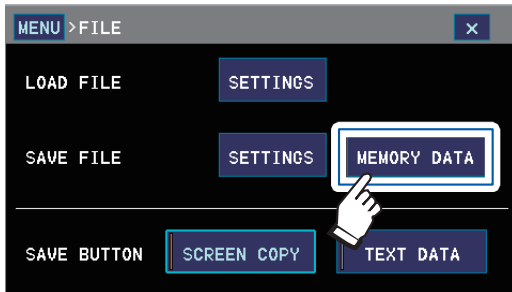 MENU >FILE ×
LOAD FILE SETTINGS
SAVE FILE SETTINGS MEMORY DATA
SAVE BUTTON SCREEN COPY TEXT DATA